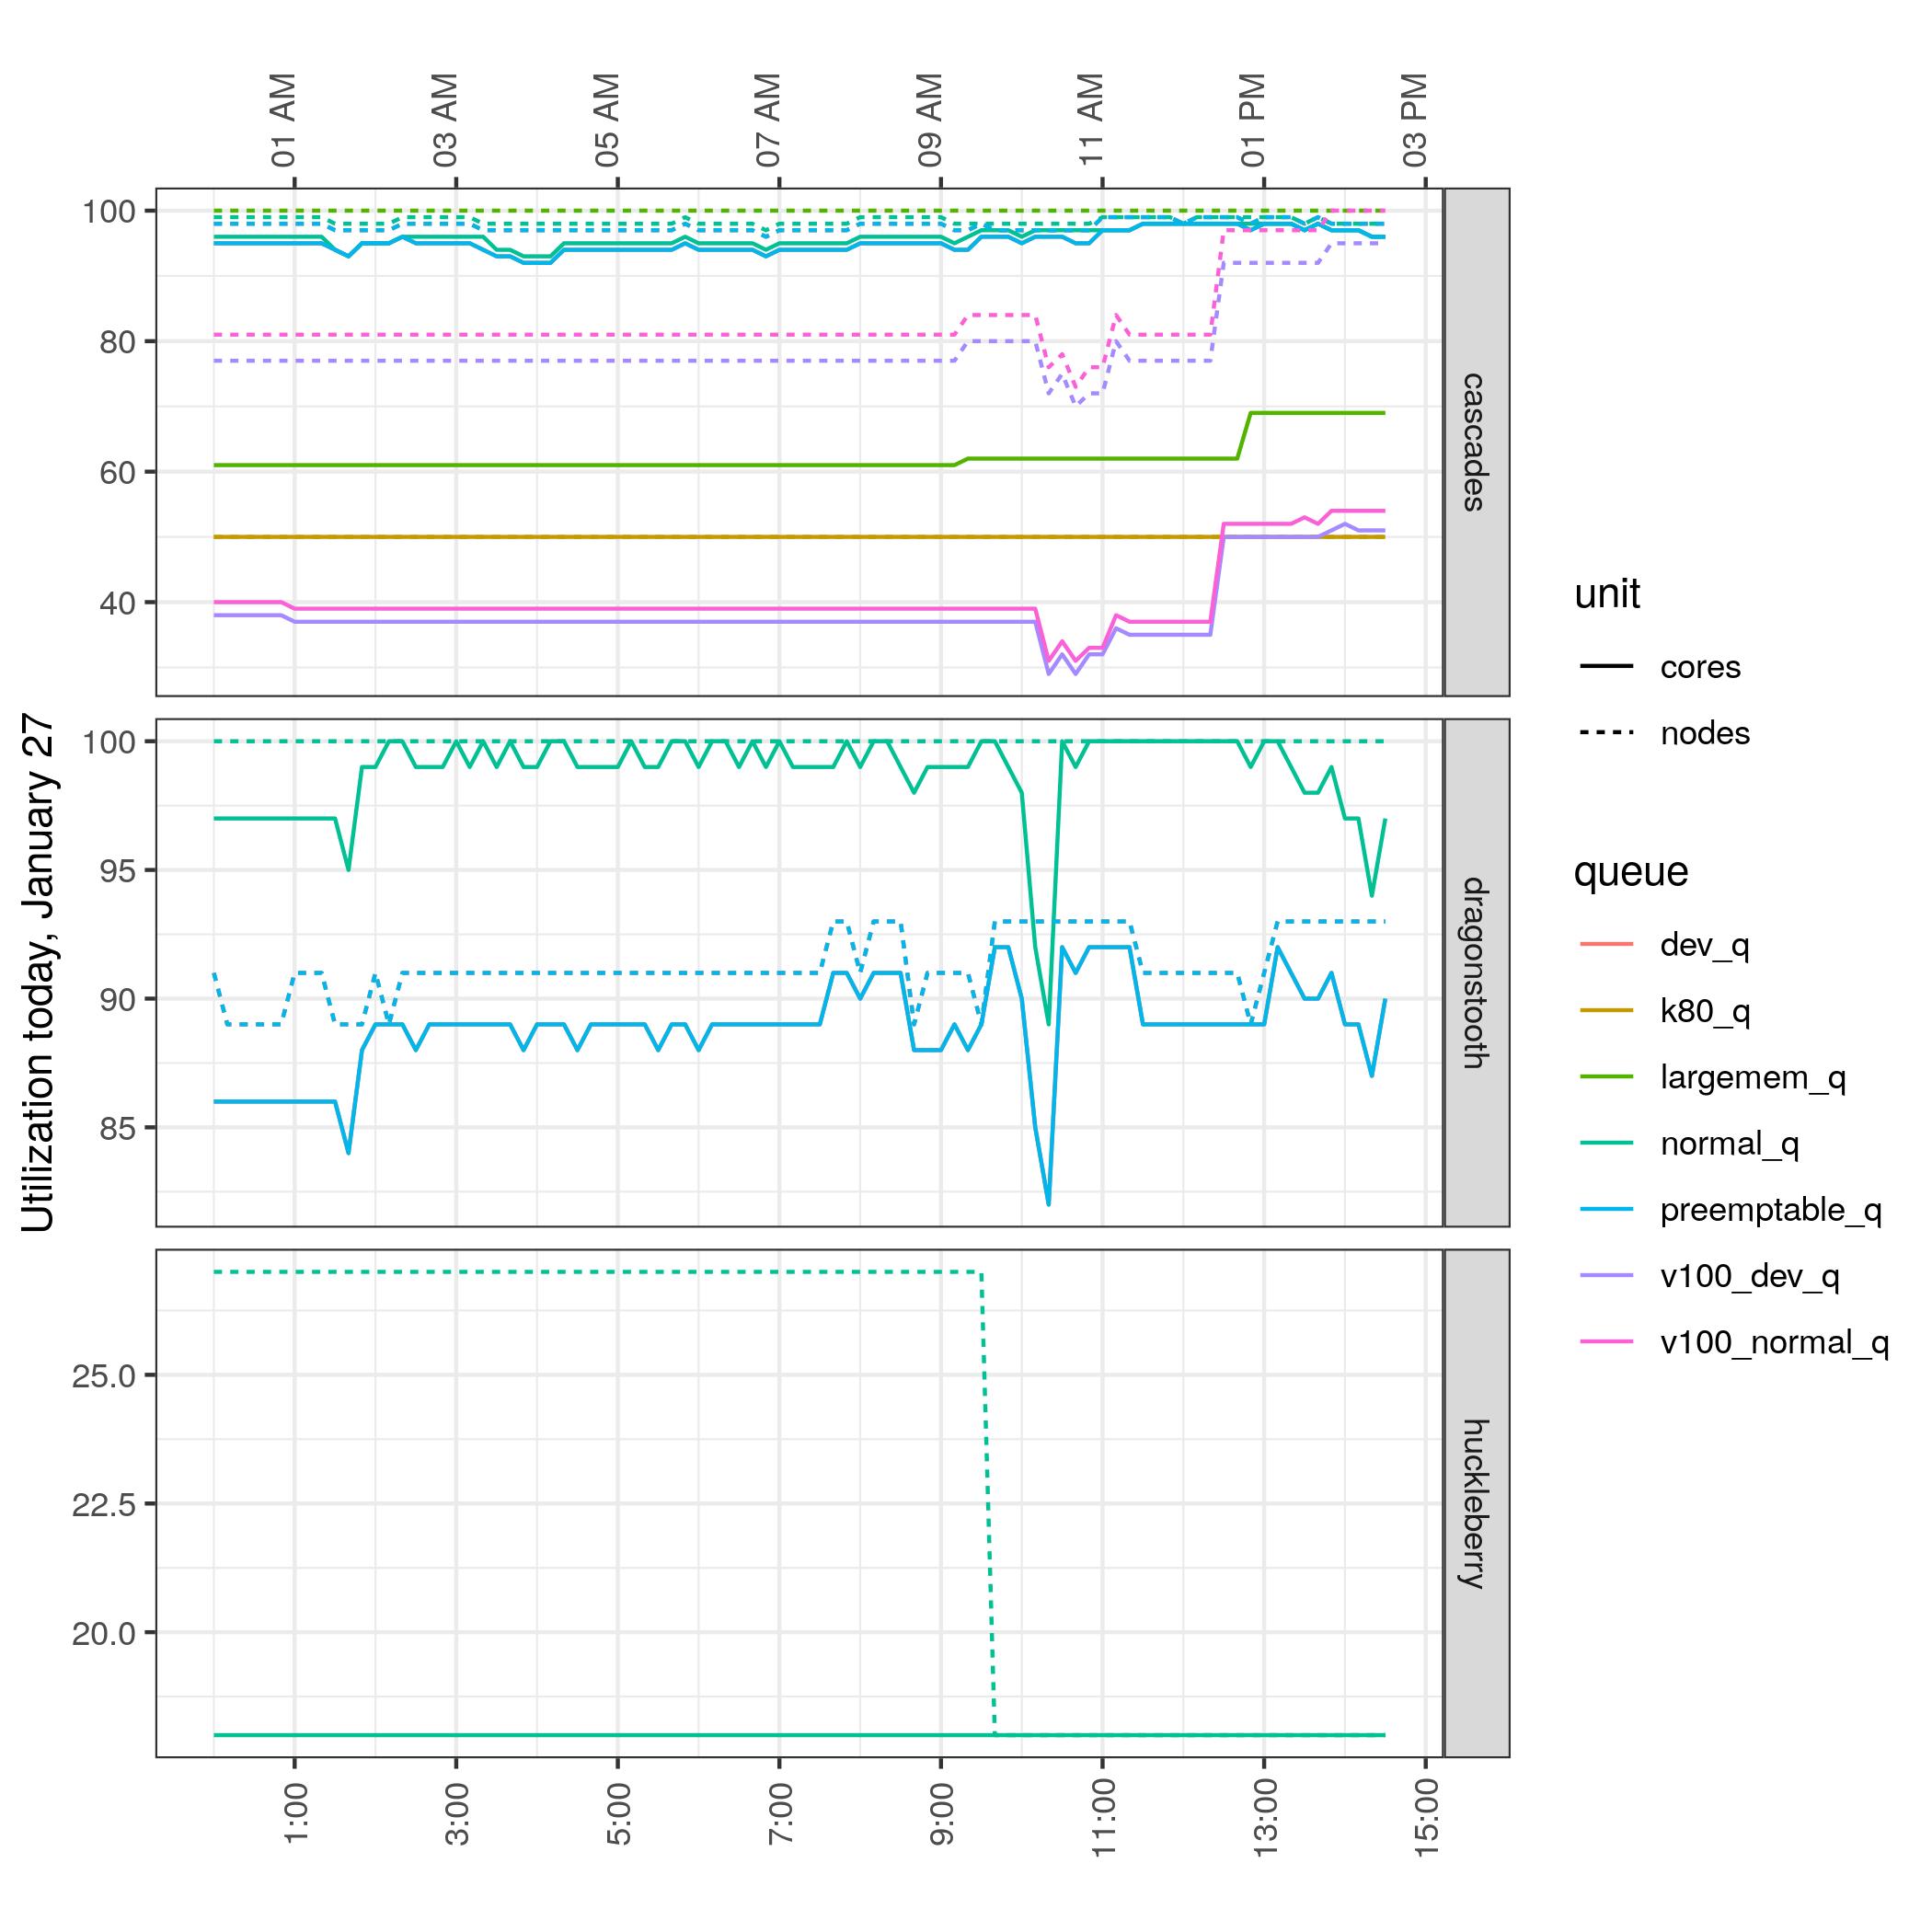 01 AM
03 AM
05 AM
07 AM
09 AM
11 AM
01 PM
03 PM
Utilization today, January 27
100
80
60
40
cascades
100
95
90
85
dragonstooth
25.0
22.5
20.0
huckleberry
1:00
3:00
5:00
7:00
9:00
11:00
13:00
15:00
unit
cores
nodes
queue
dev_q
k80_q
largemem_q
normal_q
preemptable_q
v100_dev_q
v100_normal_q